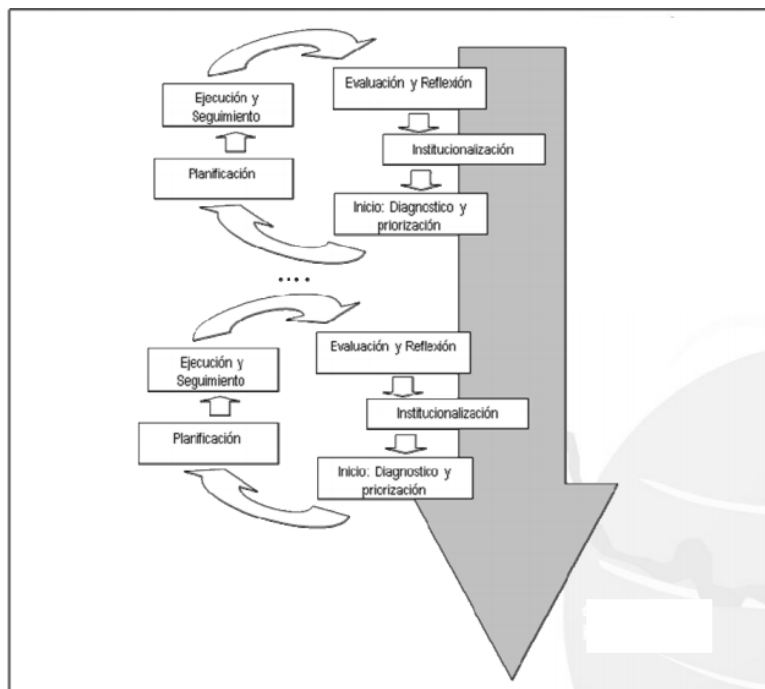 Evaluación y Reflexión
Ejecución y
Seguimiento
Institucionalización
Planificación
Inicio: Diagnostico y
priorización
....
Evaluación y Reflexión
Ejecución y
Seguimiento
Institucionalización
Planificación
Inicio: Diagnostico y
priorización